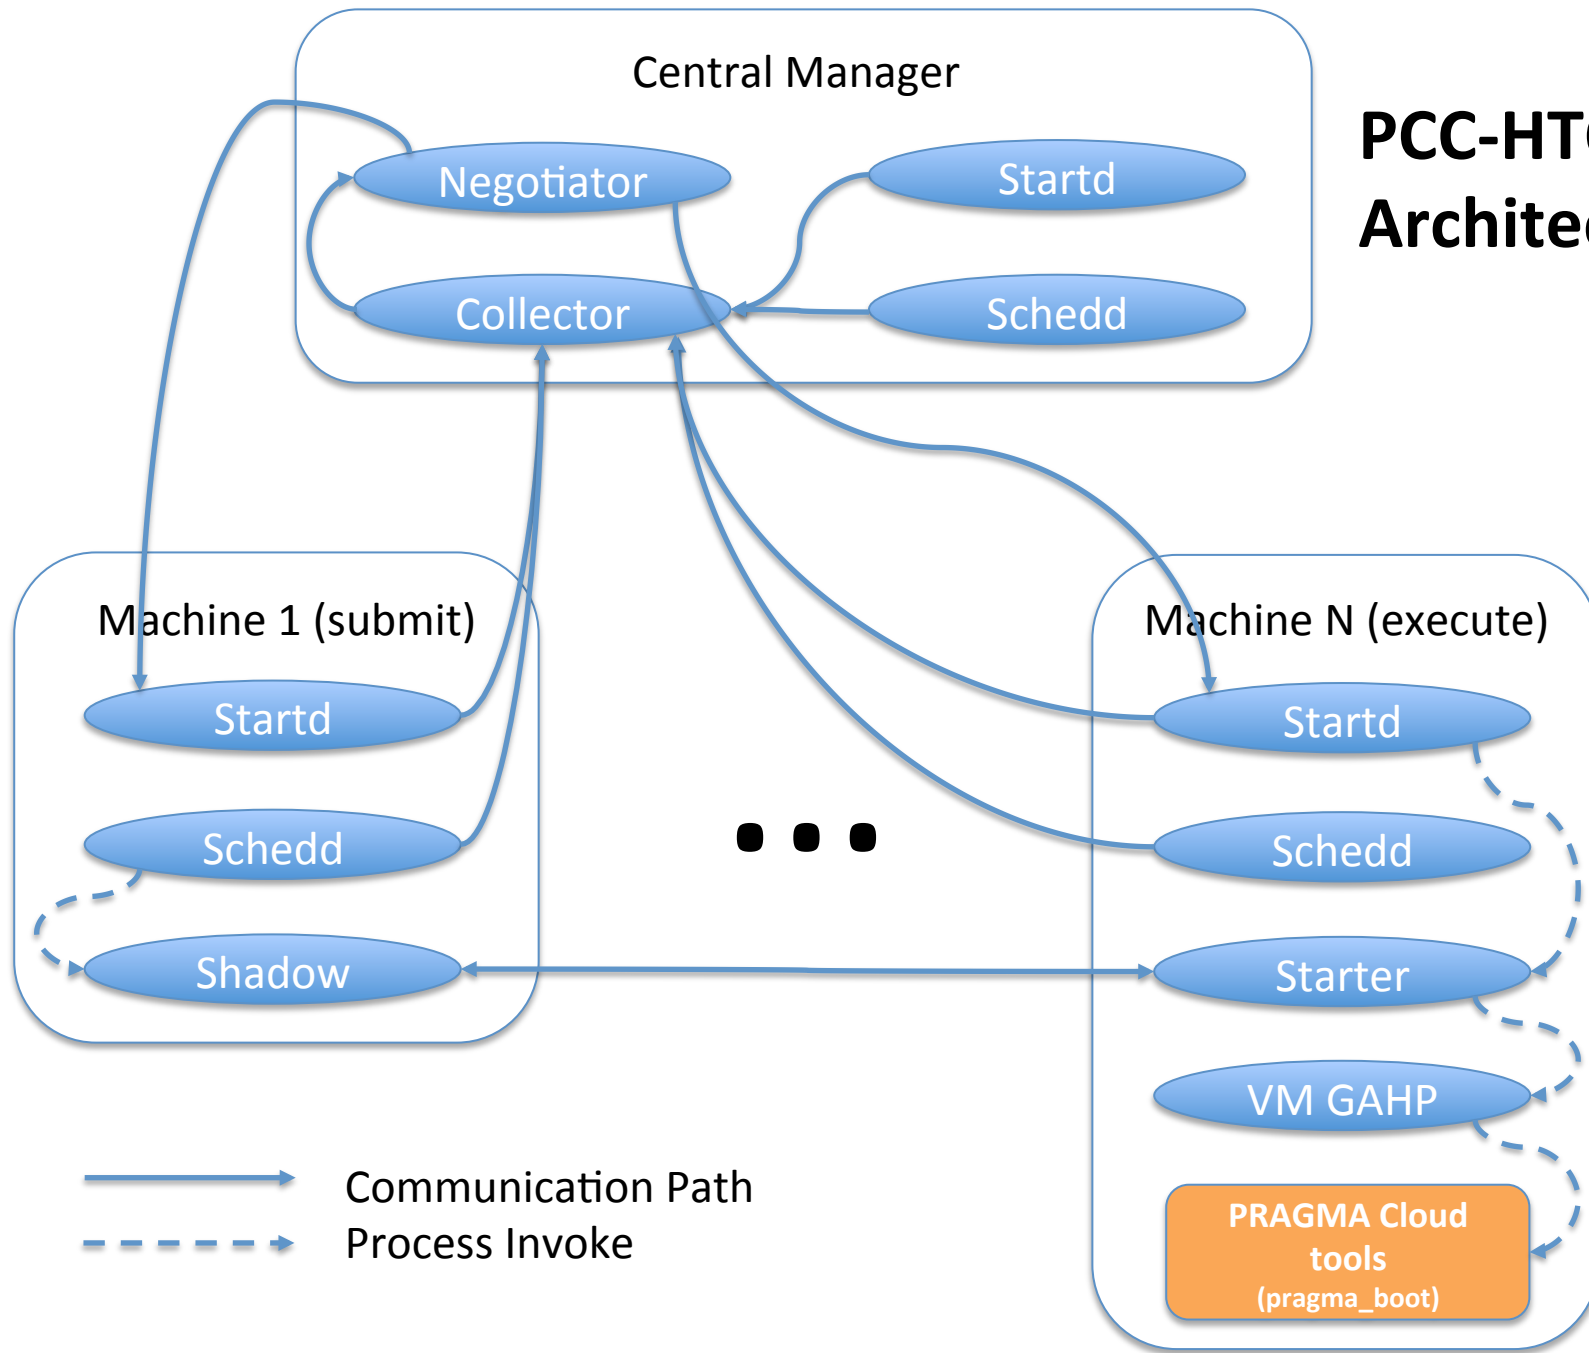 Central Manager
PCC-HT
Negotiator
Startd
Collector
Schedd
Machine 1 (submit)
Startd
Schedd
Shadow
Machine N (execute)
Startd
Schedd
Starter
VM GAHP
PRAGMA Cloud
tools
(pragma_boot)
Communication Path
Process Invoke